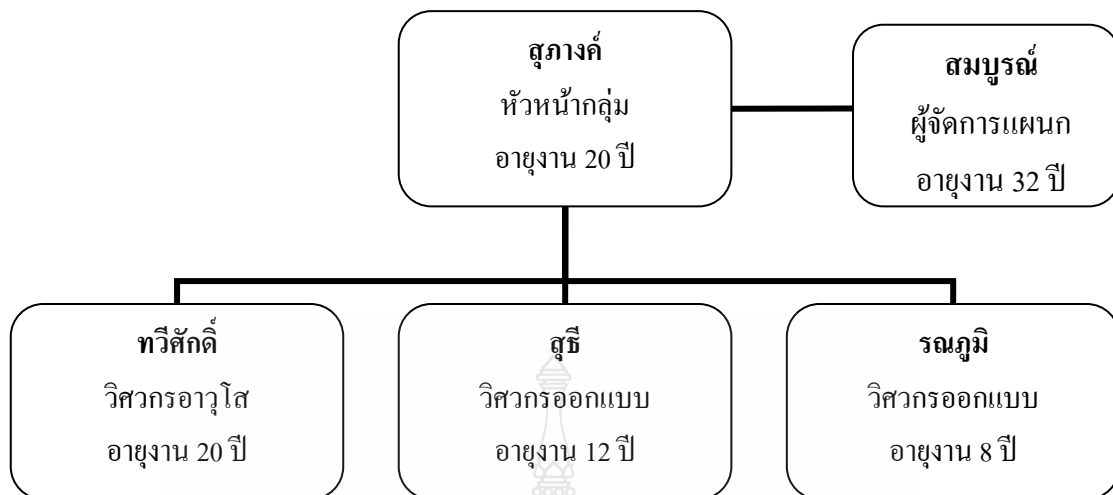 สุภางค์
หัวหน้ากลุ่ม
อายุงาน 20 ปี
สมบูรณ์
ผู้จัดการแผนก
อายุงาน 32 ปี
ทวีศักดิ์
วิศวกรอาวุโส
อายุงาน 20 ปี
สุธี
วิศวกรออกแบบ
อายุงาน 12 ปี
รณภูมิ
วิศวกรออกแบบ
อายุงาน 8 ปี